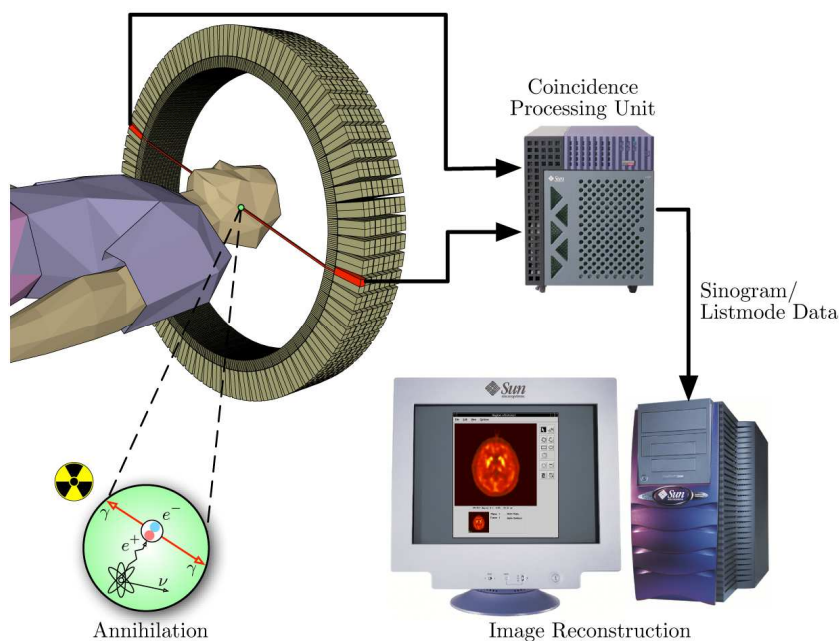 Coincidence
Processing Unit
Sun
Sinogram/
Listmode Data
Sun
Sun
γ
e⁻
e⁺
γ
ν
Annihilation
Image Reconstruction